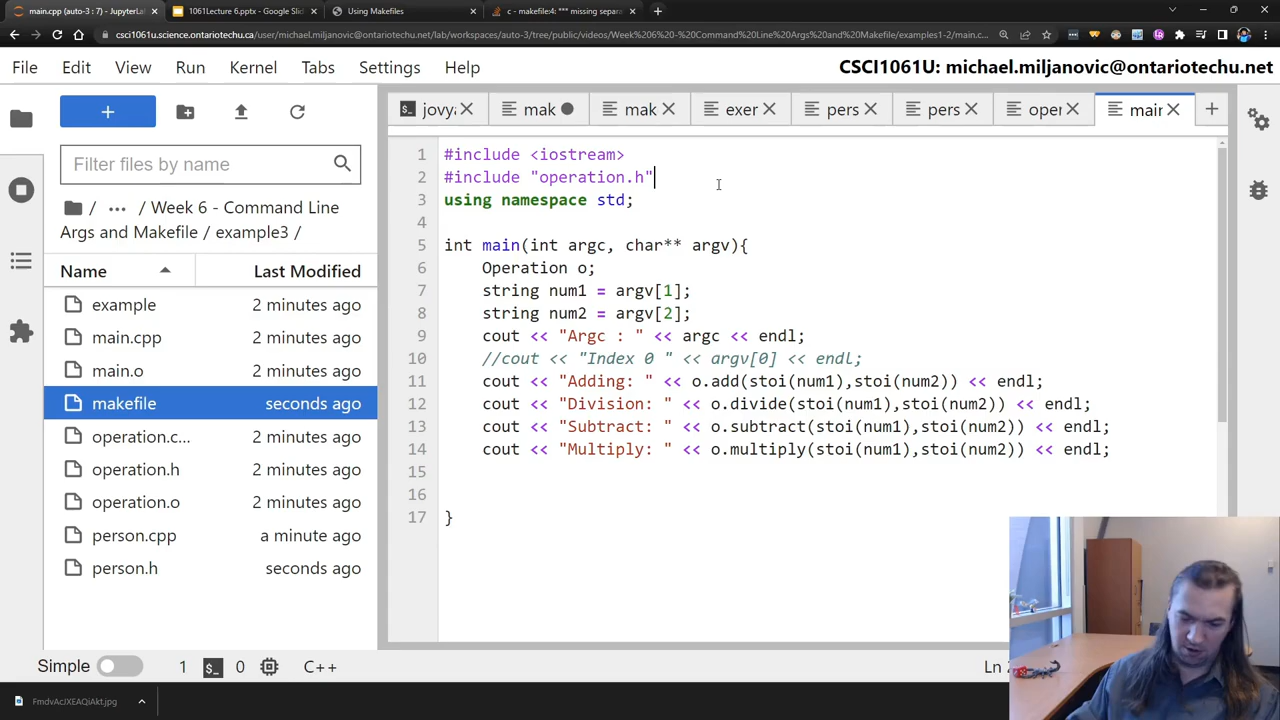 main.cpp (auto-3 : 7) - JupyterLab
1061Lecture 6.pptx - Google Slid
Using Makefiles
c - makefile4: *** missing separa
csci1061u.science.ontariotechu.net/user/michael.miljanovic@ontariotechu.net/lab/workspaces/auto-3/tree/public/videos/Week%206%20-%20Command%20Line%20Args%20and%20Makefile/examples1-2/main.c...
File Edit View Run Kernel Tabs Settings Help
CSCI1061U: michael.miljanovic@ontariotechu.net
jovya mak mak exer pers pers oper main
Filter files by name
/ ... / Week 6 - Command Line
Args and Makefile / example3 /
Name Last Modified
example 2 minutes ago
main.cpp 2 minutes ago
main.o 2 minutes ago
makefile seconds ago
operation.c... 2 minutes ago
operation.h 2 minutes ago
operation.o 2 minutes ago
person.cpp a minute ago
person.h seconds ago
1 #include <iostream>
2 #include "operation.h"
3 using namespace std;
4
5 int main(int argc, char** argv){
6 Operation o;
7 string num1 = argv[1];
8 string num2 = argv[2];
9 cout << "Argc : " << argc << endl;
10 //cout << "Index 0 " << argv[0] << endl;
11 cout << "Adding: " << o.add(stoi(num1),stoi(num2)) << endl;
12 cout << "Division: " << o.divide(stoi(num1),stoi(num2)) << endl;
13 cout << "Subtract: " << o.subtract(stoi(num1),stoi(num2)) << endl;
14 cout << "Multiply: " << o.multiply(stoi(num1),stoi(num2)) << endl;
15
16
17 }
Simple 1 $_ 0 C++ Ln
FmdvAcJXEAQiAkt.jpg